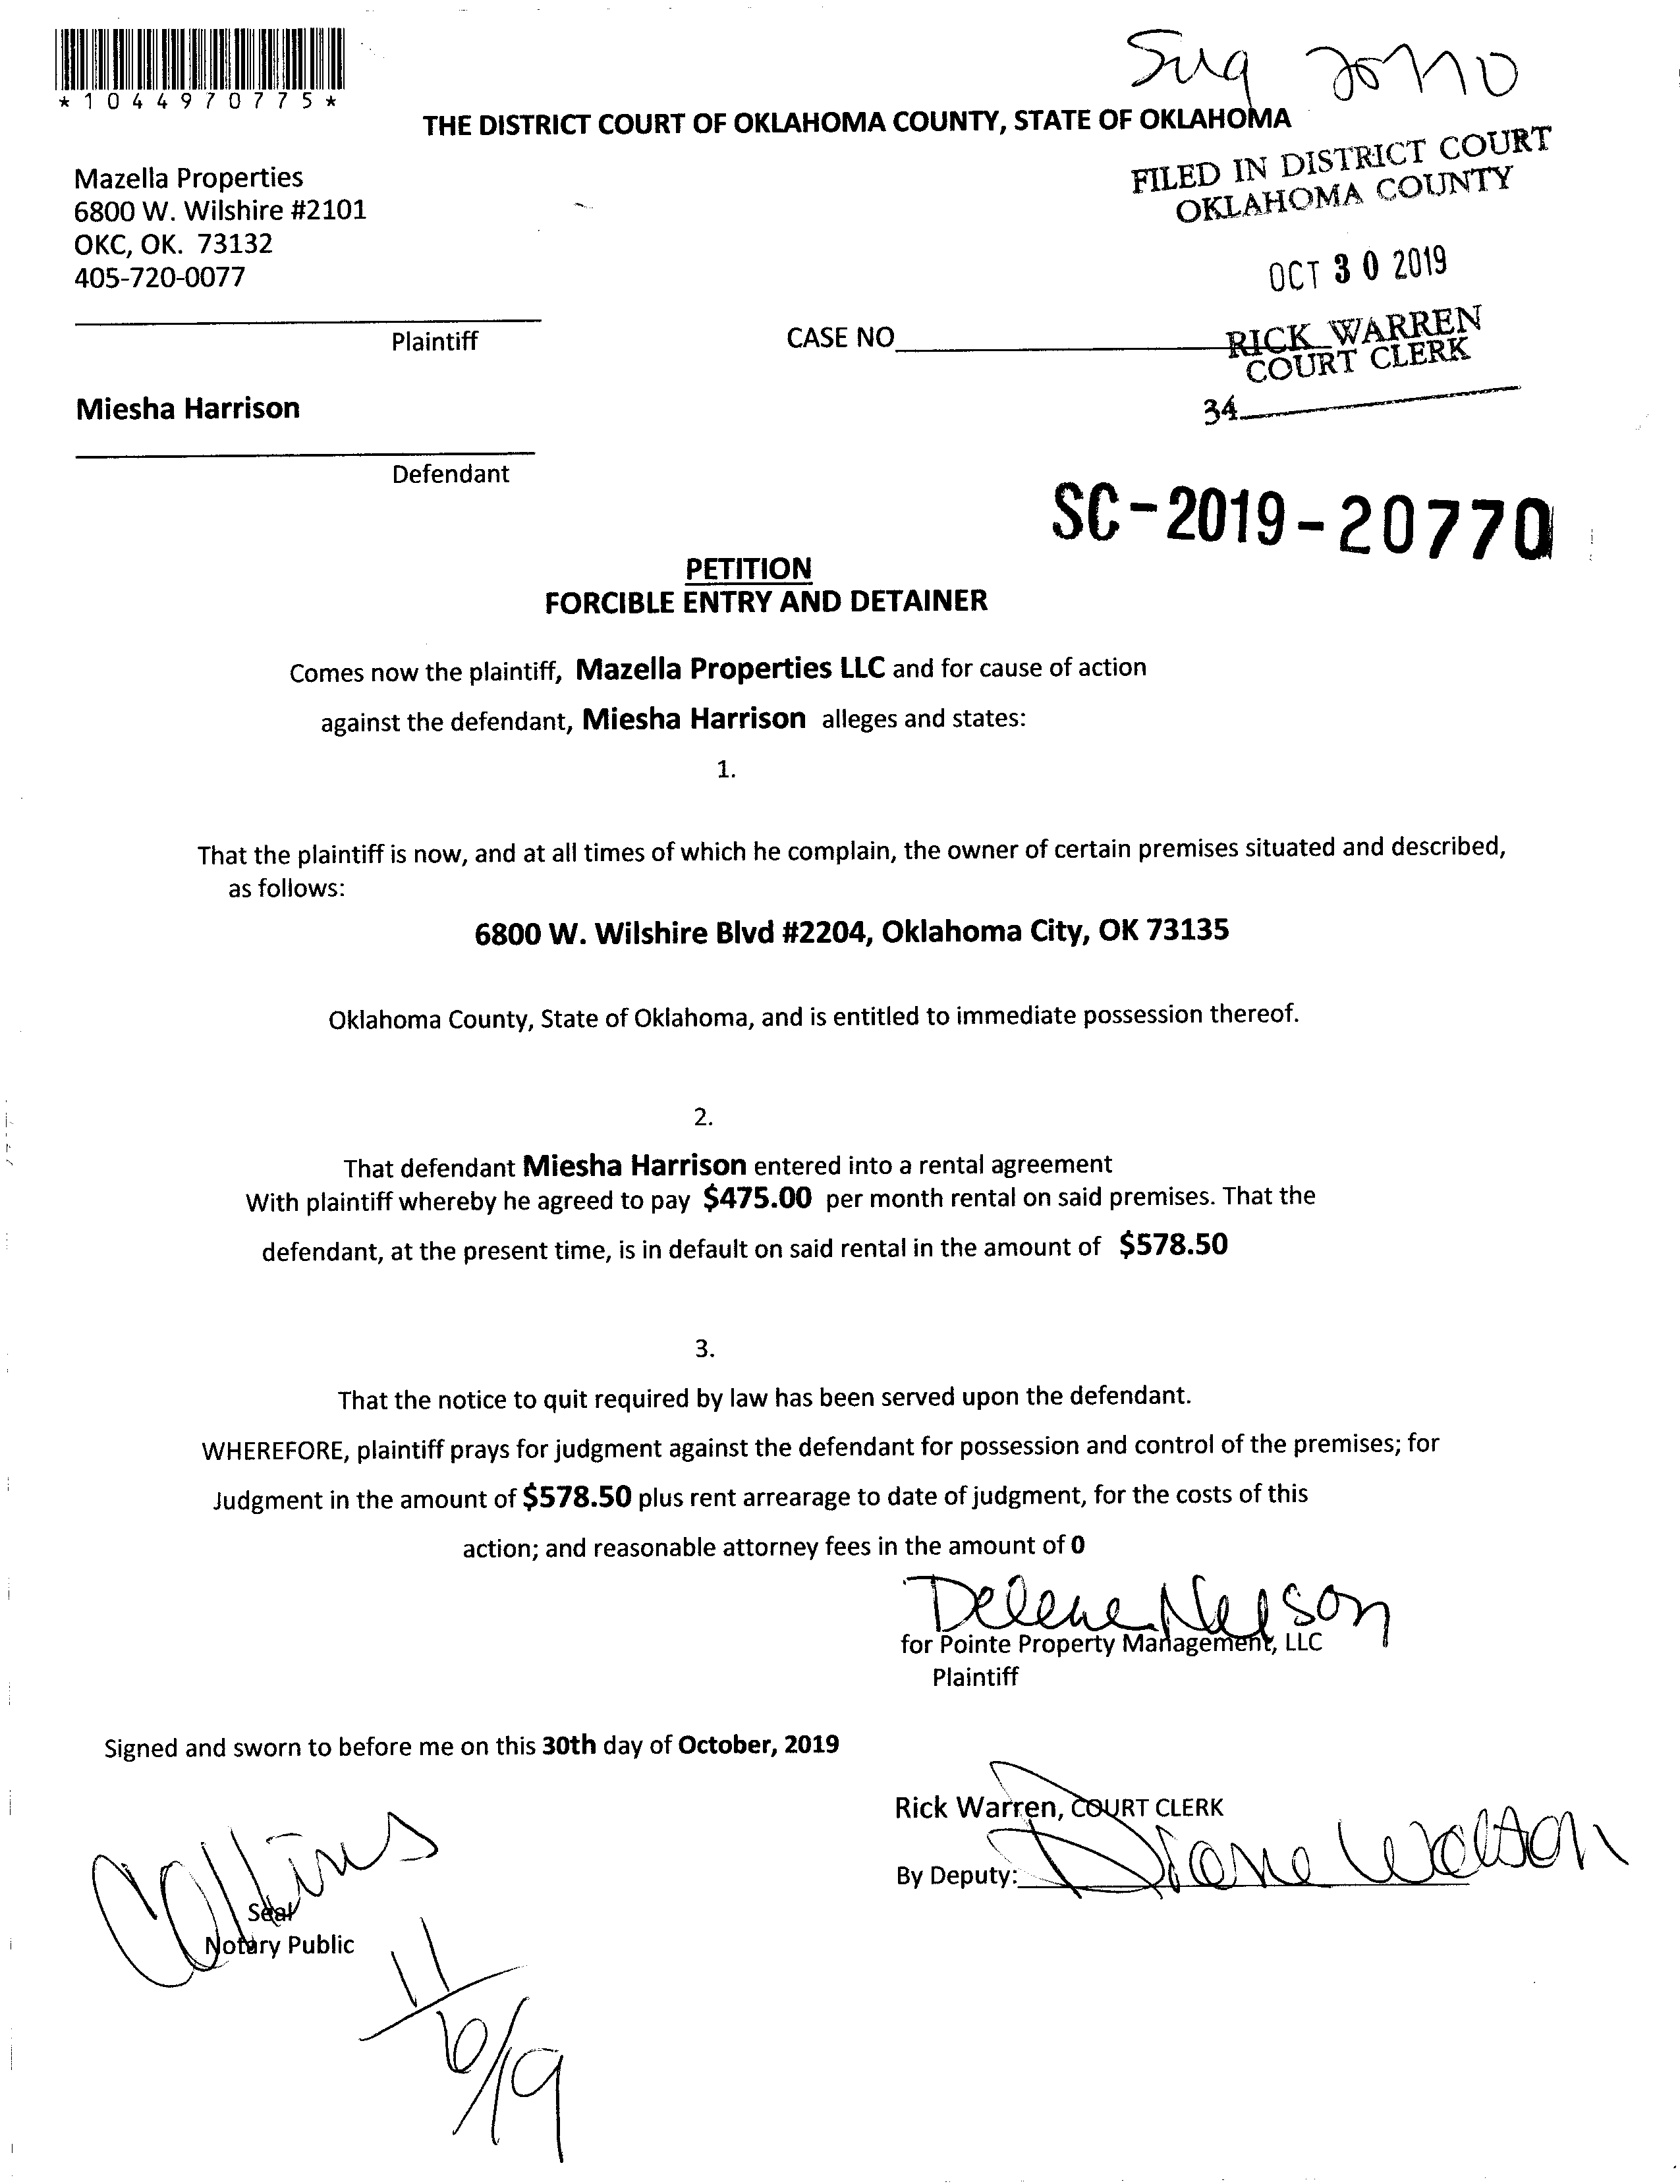 *1044970775*
THE DISTRICT COURT OF OKLAHOMA COUNTY, STATE OF OKLAHOMA
Mazella Properties
6800 W. Wilshire #2101
OKC, OK. 73132
405-720-0077
FILED IN DISTRICT COURT
OKLAHOMA COUNTY
OCT 30 2019
Plaintiff
CASE NO
RICK WARREN
COURT CLERK
34
Miesha Harrison
Defendant
SC-2019-20770
PETITION
FORCIBLE ENTRY AND DETAINER
Comes now the plaintiff, Mazella Properties LLC and for cause of action
against the defendant, Miesha Harrison alleges and states:
1.
That the plaintiff is now, and at all times of which he complain, the owner of certain premises situated and described,
as follows:
6800 W. Wilshire Blvd #2204, Oklahoma City, OK 73135
Oklahoma County, State of Oklahoma, and is entitled to immediate possession thereof.
2.
That defendant Miesha Harrison entered into a rental agreement
With plaintiff whereby he agreed to pay $475.00 per month rental on said premises. That the
defendant, at the present time, is in default on said rental in the amount of $578.50
3.
That the notice to quit required by law has been served upon the defendant.
WHEREFORE, plaintiff prays for judgment against the defendant for possession and control of the premises; for
Judgment in the amount of $578.50 plus rent arrearage to date of judgment, for the costs of this
action; and reasonable attorney fees in the amount of 0
Delene Nelson
for Pointe Property Management, LLC
Plaintiff
Signed and sworn to before me on this 30th day of October, 2019
Rick Warren, COURT CLERK
By Deputy: Diane Watson
Collins
Seal
Notary Public
11/6/19